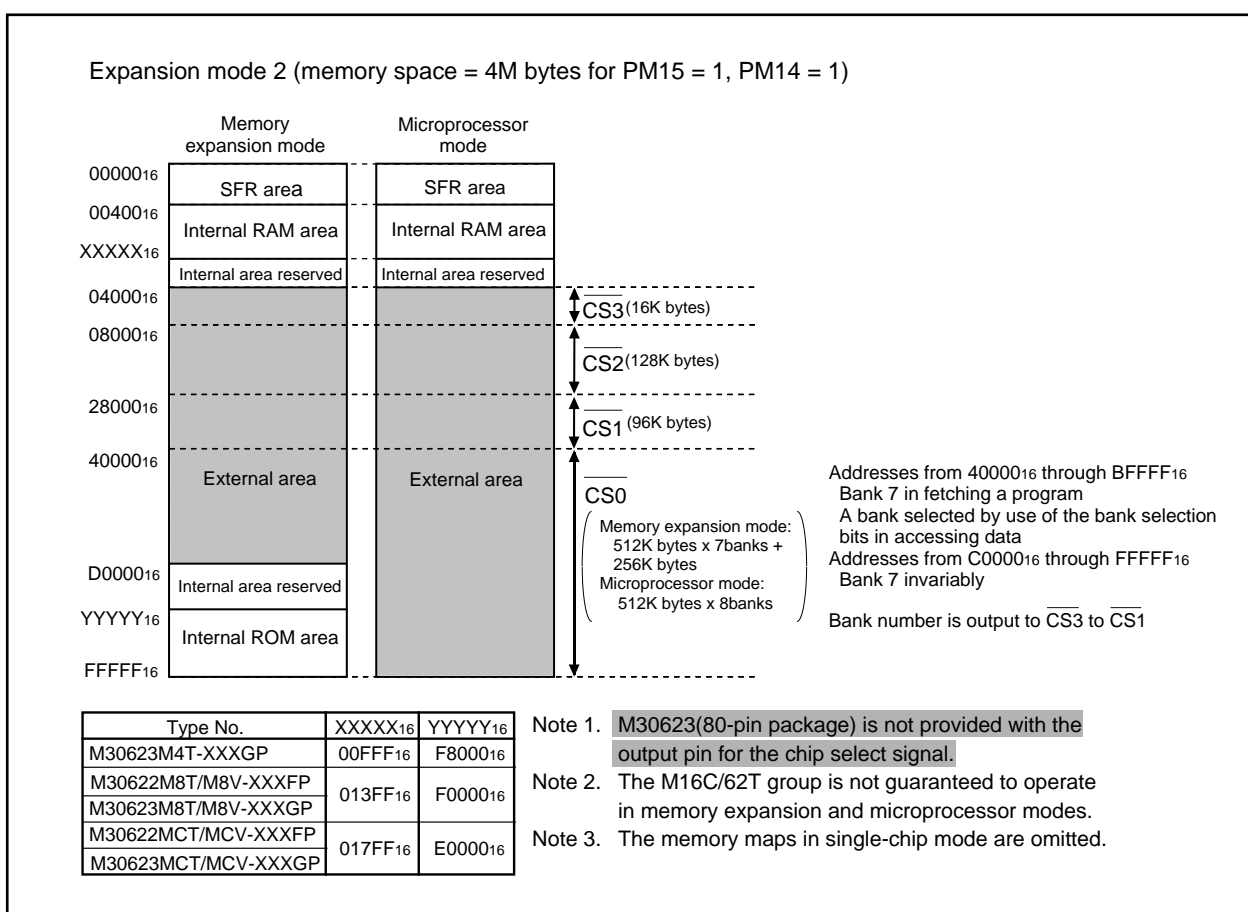 Expansion mode 2 (memory space = 4M bytes for PM15 = 1, PM14 = 1)
Memory expansion mode
Microprocessor mode
0000016
SFR area
SFR area
0040016
Internal RAM area
Internal RAM area
XXXXX16
Internal area reserved
Internal area reserved
0400016
CS3 (16K bytes)
0800016
CS2 (128K bytes)
2800016
CS1 (96K bytes)
4000016
External area
External area
CS0
Memory expansion mode:
512K bytes x 7banks +
256K bytes
Microprocessor mode:
512K bytes x 8banks
Addresses from 4000016 through BFFFF16
Bank 7 in fetching a program
A bank selected by use of the bank selection
bits in accessing data
Addresses from C000016 through FFFFF16
Bank 7 invariably
Bank number is output to CS3 to CS1
D000016
Internal area reserved
YYYYY16
Internal ROM area
FFFFF16
Type No. XXXXX16 YYYYY16
M30623M4T-XXXGP 00FFF16 F800016
M30622M8T/M8V-XXXFP
013FF16 F000016
M30623M8T/M8V-XXXGP
M30622MCT/MCV-XXXFP
017FF16 E000016
M30623MCT/MCV-XXXGP
Note 1. M30623(80-pin package) is not provided with the
output pin for the chip select signal.
Note 2. The M16C/62T group is not guaranteed to operate
in memory expansion and microprocessor modes.
Note 3. The memory maps in single-chip mode are omitted.